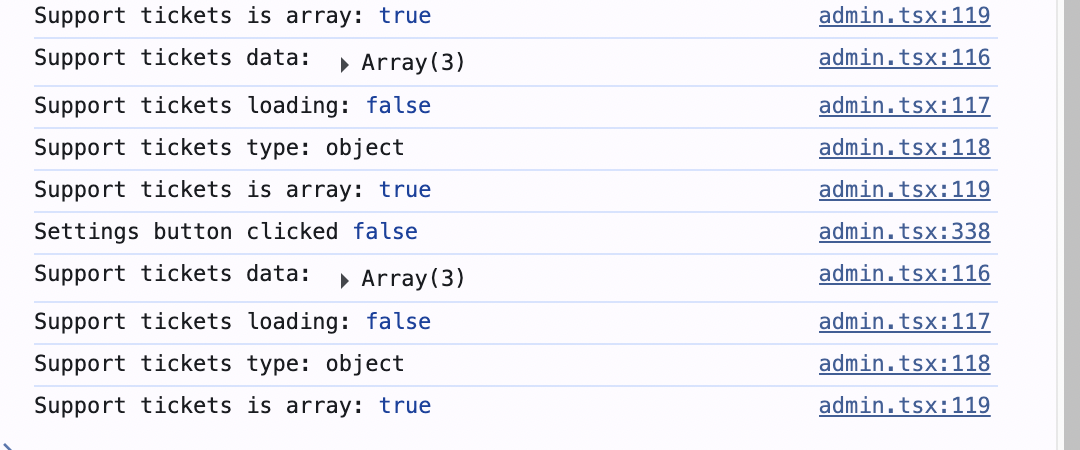 Support tickets is array: true admin.tsx:119
Support tickets data: ▶ Array(3) admin.tsx:116
Support tickets loading: false admin.tsx:117
Support tickets type: object admin.tsx:118
Support tickets is array: true admin.tsx:119
Settings button clicked false admin.tsx:338
Support tickets data: ▶ Array(3) admin.tsx:116
Support tickets loading: false admin.tsx:117
Support tickets type: object admin.tsx:118
Support tickets is array: true admin.tsx:119